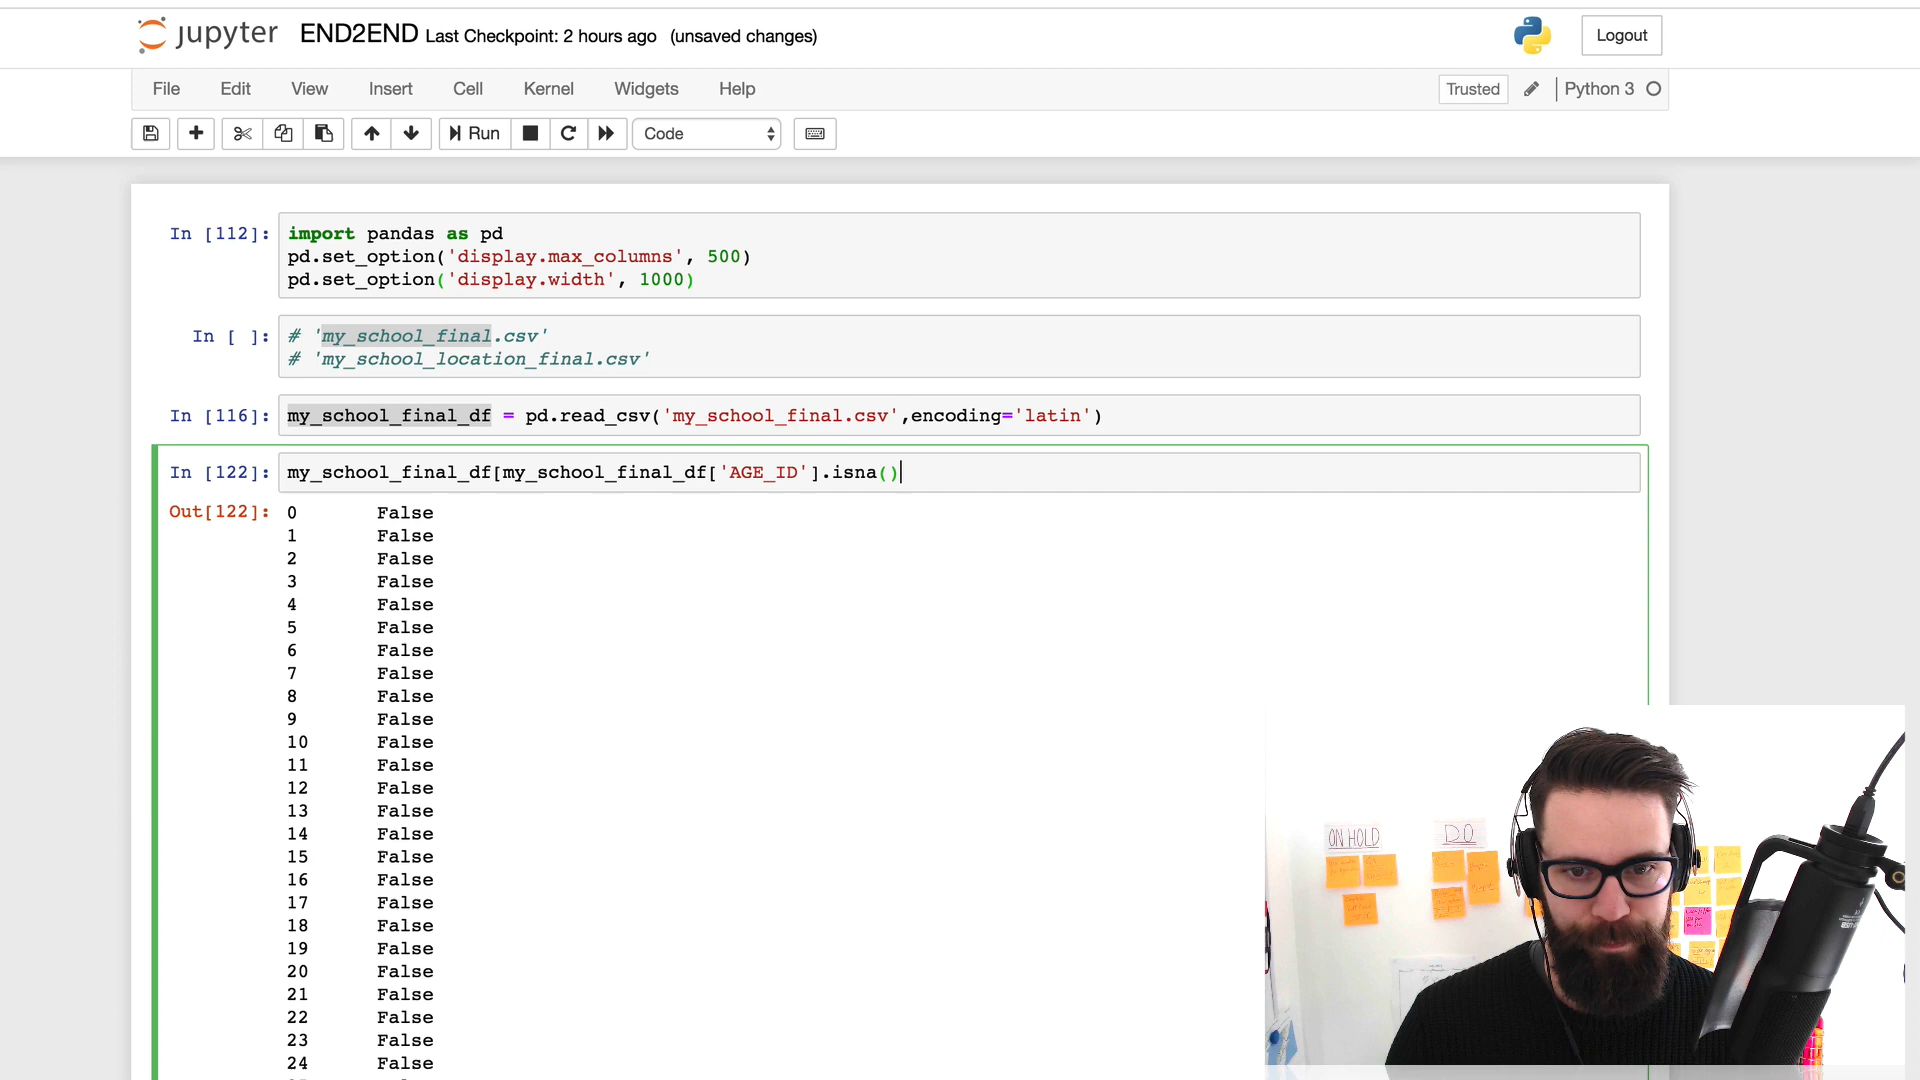 jupyter END2END Last Checkpoint: 2 hours ago (unsaved changes)
Logout
File Edit View Insert Cell Kernel Widgets Help
Trusted Python 3
Run Code
In [112]: import pandas as pd
pd.set_option('display.max_columns', 500)
pd.set_option('display.width', 1000)
In [ ]: # 'my_school_final.csv'
# 'my_school_location_final.csv'
In [116]: my_school_final_df = pd.read_csv('my_school_final.csv',encoding='latin')
In [122]: my_school_final_df[my_school_final_df['AGE_ID'].isna()
Out[122]: 0 False
1 False
2 False
3 False
4 False
5 False
6 False
7 False
8 False
9 False
10 False
11 False
12 False
13 False
14 False
15 False
16 False
17 False
18 False
19 False
20 False
21 False
22 False
23 False
24 False
ON HOLD
DO